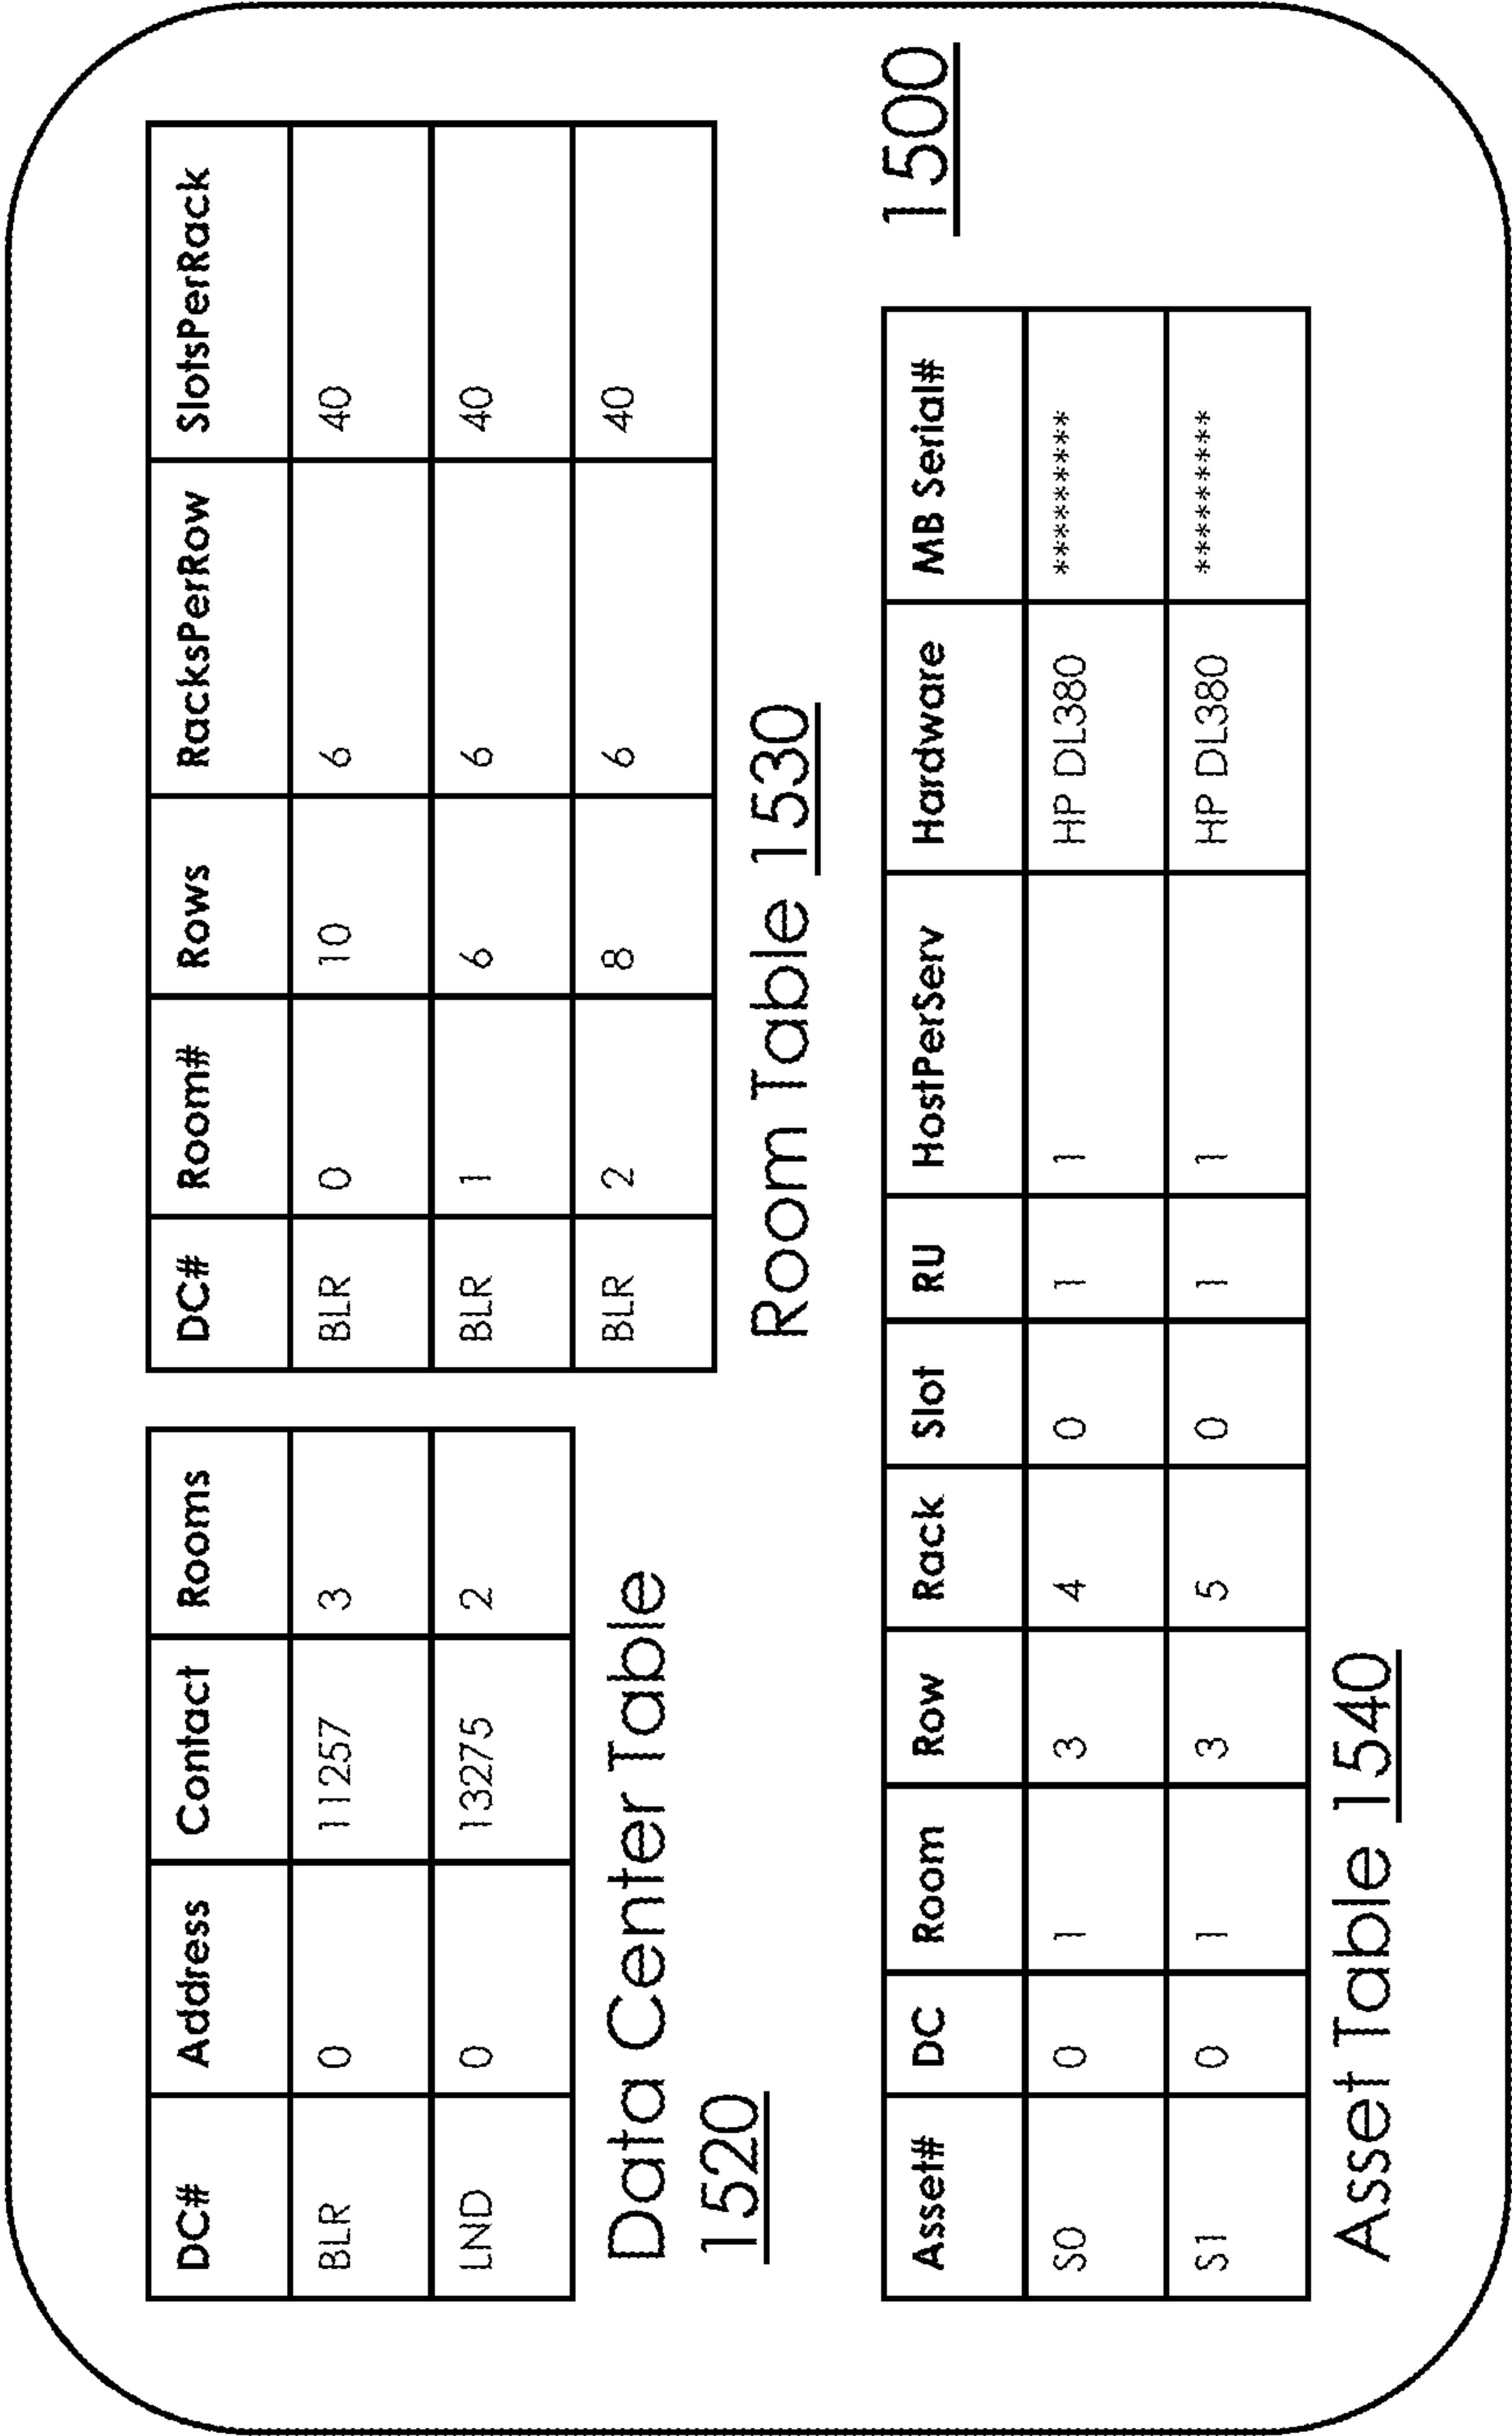 DC# Address Contact Rooms
BLR 0 11257 3
LND 0 13275 2
Data Center Table
1520
DC# Room# Rows RacksPerRow SlotsPerRack
BLR 0 10 6 40
BLR 1 6 6 40
BLR 2 8 6 40
Room Table 1530
1500
Asset# DC Room Row Rack Slot RU HostPerServ Hardware MB Serial#
S0 0 1 3 4 0 1 1 HP DL380 *********
S1 0 1 3 5 0 1 1 HP DL380 *********
Asset Table 1540